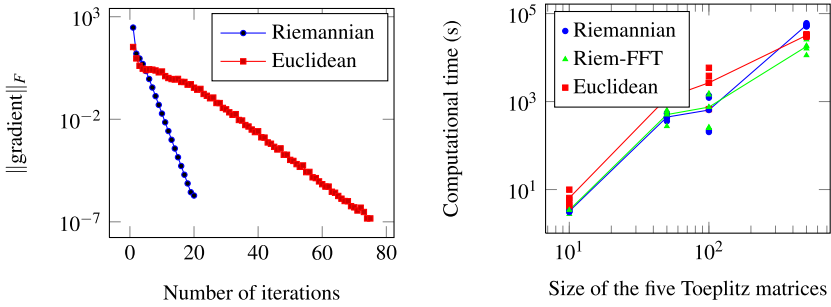 10^3
10^−2
10^−7
||gradient||_F
Riemannian
Euclidean
0 20 40 60 80
Number of iterations
10^5
10^3
10^1
Computational time (s)
Riemannian
Riem-FFT
Euclidean
10^1 10^2
Size of the five Toeplitz matrices